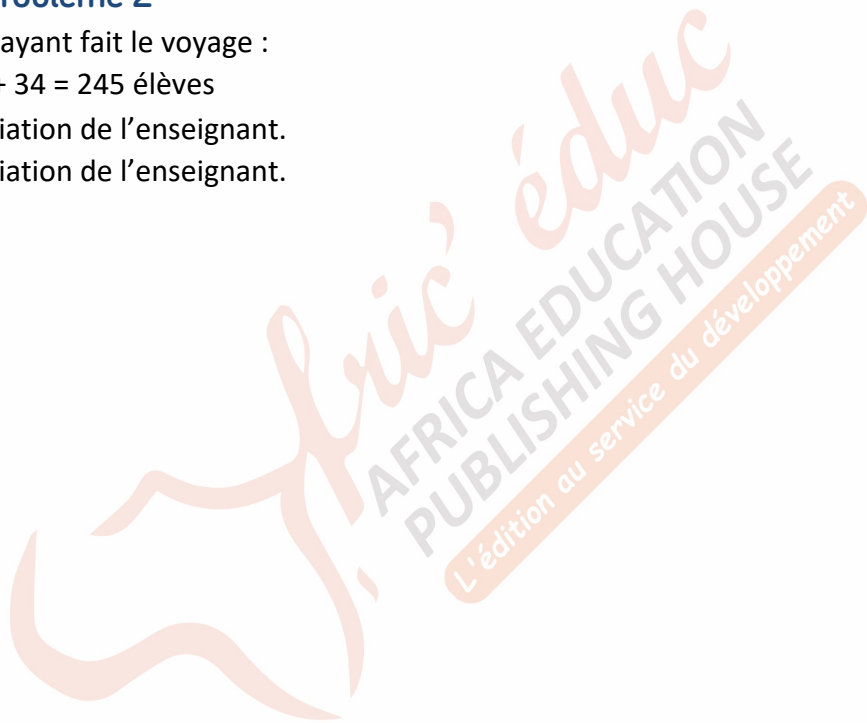 roblème 2
ayant fait le voyage :
+ 34 = 245 élèves
iation de l’enseignant.
iation de l’enseignant.
fric’ éduc
AFRICA EDUCATION
PUBLISHING HOUSE
L’édition au service du développement